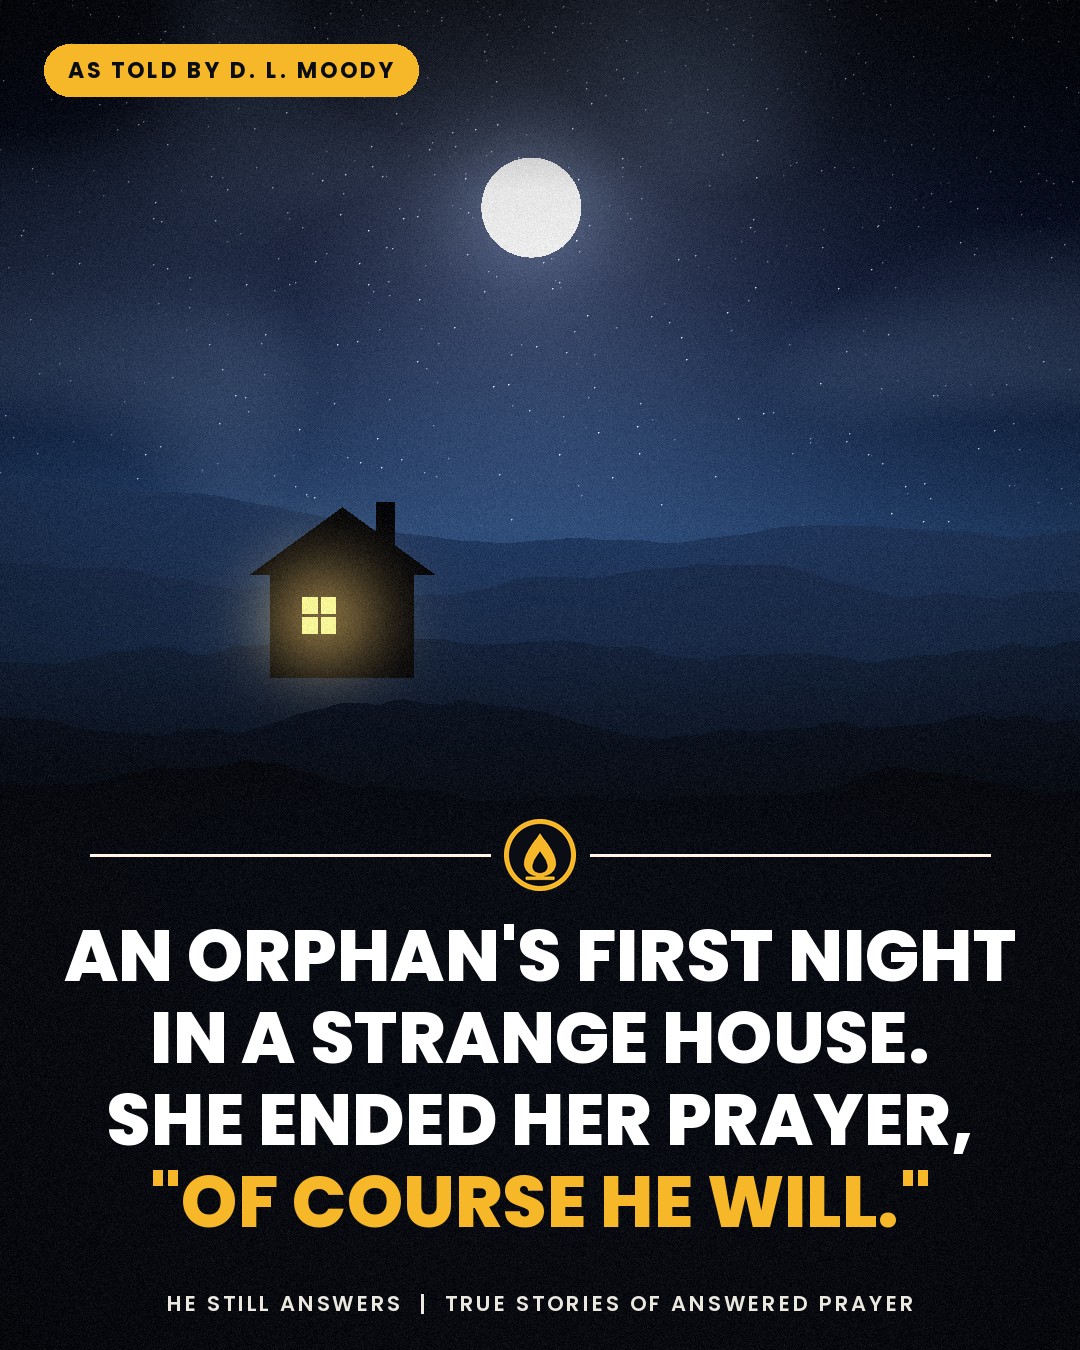 AS TOLD BY D. L. MOODY
AN ORPHAN'S FIRST NIGHT
IN A STRANGE HOUSE.
SHE ENDED HER PRAYER,
"OF COURSE HE WILL."
HE STILL ANSWERS | TRUE STORIES OF ANSWERED PRAYER